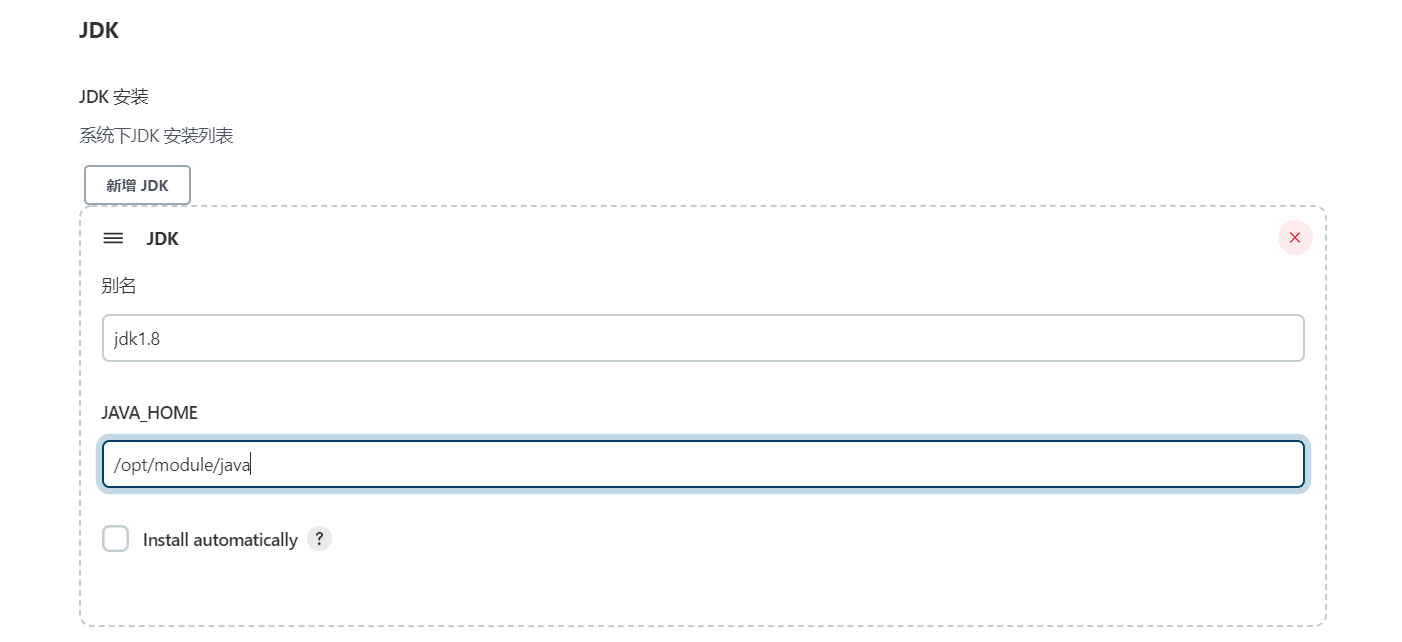 JDK
JDK 安装
系统下JDK 安装列表
新增 JDK
JDK
别名
jdk1.8
JAVA_HOME
/opt/module/java
Install automatically ?